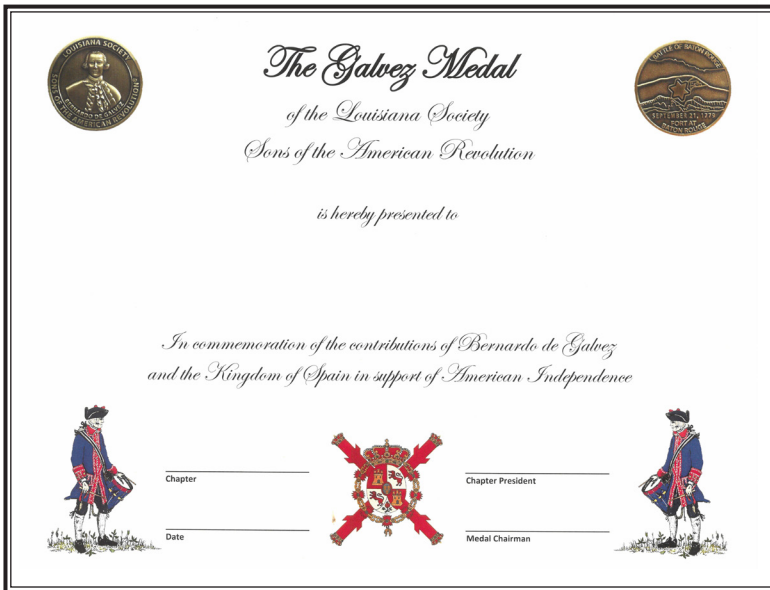 LOUISIANA SOCIETY
SONS OF THE AMERICAN REVOLUTION
BERNARDO DE GALVEZ
The Galvez Medal
BATTLE OF BATON ROUGE
SEPTEMBER 21, 1779
FORT AT
BATON ROUGE
of the Louisiana Society
Sons of the American Revolution
is hereby presented to
In commemoration of the contributions of Bernardo de Galvez
and the Kingdom of Spain in support of American Independence
Chapter
Chapter President
Date
Medal Chairman